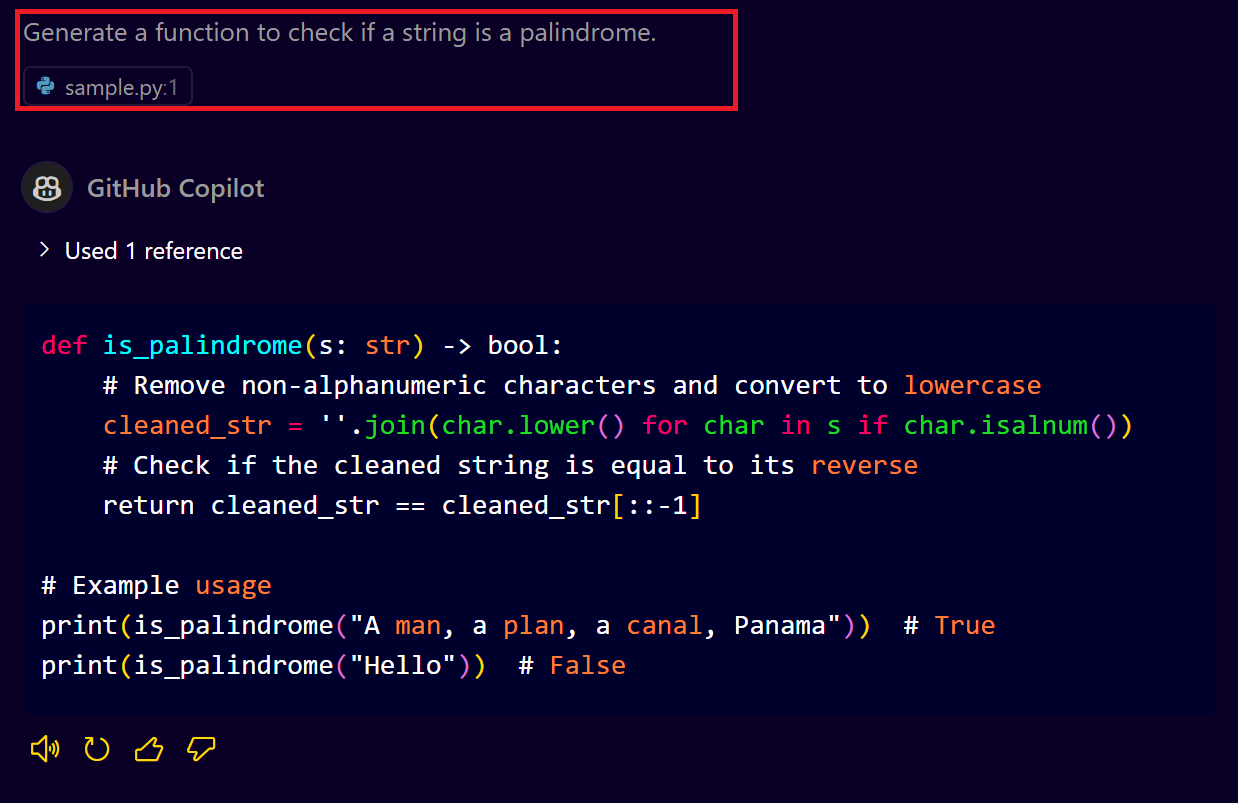 Generate a function to check if a string is a palindrome.
sample.py:1
GitHub Copilot
Used 1 reference
def is_palindrome(s: str) -> bool:
    # Remove non-alphanumeric characters and convert to lowercase
    cleaned_str = ''.join(char.lower() for char in s if char.isalnum())
    # Check if the cleaned string is equal to its reverse
    return cleaned_str == cleaned_str[::-1]

# Example usage
print(is_palindrome("A man, a plan, a canal, Panama"))  # True
print(is_palindrome("Hello"))  # False